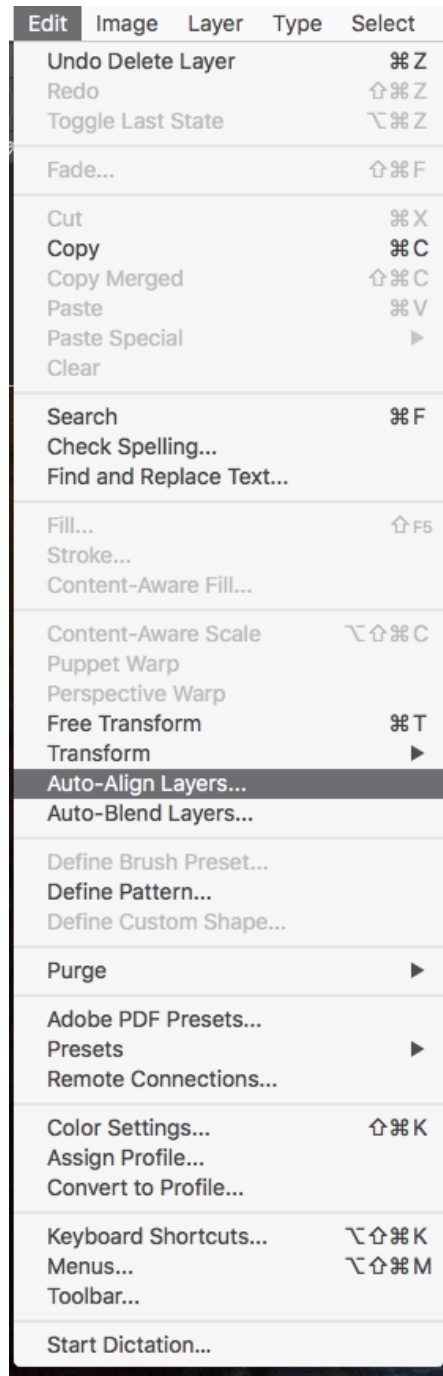 Edit Image Layer Type Select
Undo Delete Layer ⌘Z
Redo ⇧⌘Z
Toggle Last State ⌥⌘Z
Fade... ⇧⌘F
Cut ⌘X
Copy ⌘C
Copy Merged ⇧⌘C
Paste ⌘V
Paste Special ▶
Clear
Search ⌘F
Check Spelling...
Find and Replace Text...
Fill... ⇧F5
Stroke...
Content-Aware Fill...
Content-Aware Scale ⌥⇧⌘C
Puppet Warp
Perspective Warp
Free Transform ⌘T
Transform ▶
Auto-Align Layers...
Auto-Blend Layers...
Define Brush Preset...
Define Pattern...
Define Custom Shape...
Purge ▶
Adobe PDF Presets...
Presets ▶
Remote Connections...
Color Settings... ⇧⌘K
Assign Profile...
Convert to Profile...
Keyboard Shortcuts... ⌥⇧⌘K
Menus... ⌥⇧⌘M
Toolbar...
Start Dictation...